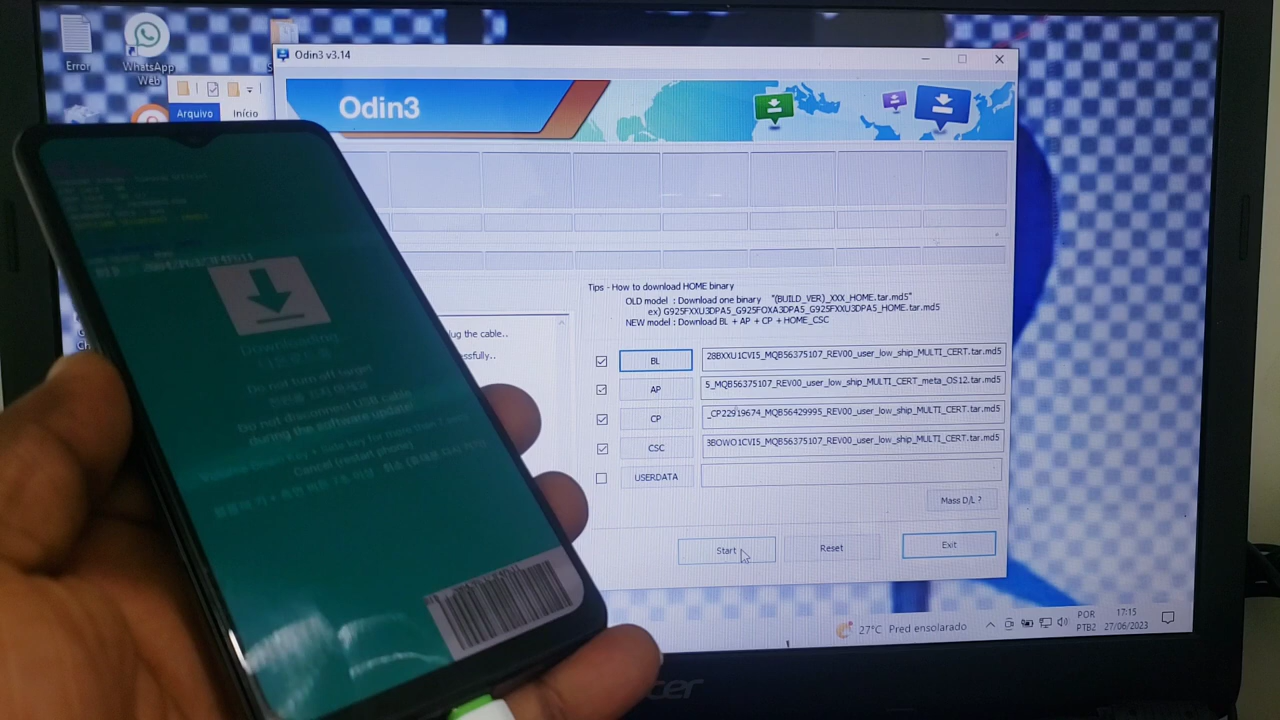 Error
WhatsApp
Web
Arquivo
Início
Odin3 v3.14
Odin3
Tips - How to download HOME binary
OLD model : Download one binary "(BUILD_VER)_XXX_HOME.tar.md5"
ex) G925FXXU3DPA5_G925FOXA3DPA5_G925FXXU3DPA5_HOME.tar.md5
NEW model : Download BL + AP + CP + HOME_CSC
lug the cable..
ssfully..
BL
28BXXU1CVI5_MQB56375107_REV00_user_low_ship_MULTI_CERT.tar.md5
AP
5_MQB56375107_REV00_user_low_ship_MULTI_CERT_meta_OS12.tar.md5
CP
_CP22919674_MQB56429995_REV00_user_low_ship_MULTI_CERT.tar.md5
CSC
3BOWO1CVI5_MQB56375107_REV00_user_low_ship_MULTI_CERT.tar.md5
USERDATA
Mass D/L ?
Start
Reset
Exit
Downloading
Do not turn off target
Do not disconnect USB cable
during the software update!
Cancel (restart phone)
27°C Pred ensolarado
POR
PTB2
17:15
27/06/2023
acer